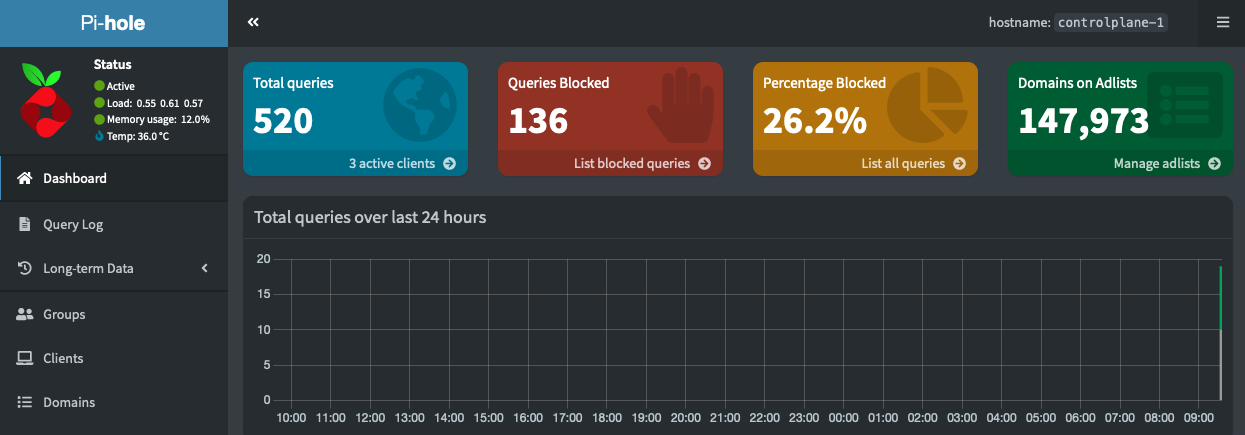 Pi-hole
hostname: controlplane-1
Status
Active
Load: 0.55 0.61 0.57
Memory usage: 12.0%
Temp: 36.0 °C
Total queries
520
3 active clients
Queries Blocked
136
List blocked queries
Percentage Blocked
26.2%
List all queries
Domains on Adlists
147,973
Manage adlists
Dashboard
Query Log
Long-term Data
Groups
Clients
Domains
Total queries over last 24 hours
20
15
10
5
0
10:00 11:00 12:00 13:00 14:00 15:00 16:00 17:00 18:00 19:00 20:00 21:00 22:00 23:00 00:00 01:00 02:00 03:00 04:00 05:00 06:00 07:00 08:00 09:00